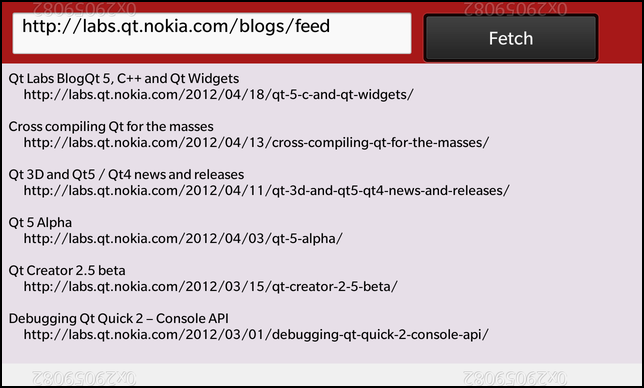 http://labs.qt.nokia.com/blogs/feed
Fetch
Qt Labs BlogQt 5, C++ and Qt Widgets
http://labs.qt.nokia.com/2012/04/18/qt-5-c-and-qt-widgets/
Cross compiling Qt for the masses
http://labs.qt.nokia.com/2012/04/13/cross-compiling-qt-for-the-masses/
Qt 3D and Qt5 / Qt4 news and releases
http://labs.qt.nokia.com/2012/04/11/qt-3d-and-qt5-qt4-news-and-releases/
Qt 5 Alpha
http://labs.qt.nokia.com/2012/04/03/qt-5-alpha/
Qt Creator 2.5 beta
http://labs.qt.nokia.com/2012/03/15/qt-creator-2-5-beta/
Debugging Qt Quick 2 – Console API
http://labs.qt.nokia.com/2012/03/01/debugging-qt-quick-2-console-api/
0x29059082
0x29059082
0x29059082
0x29059082